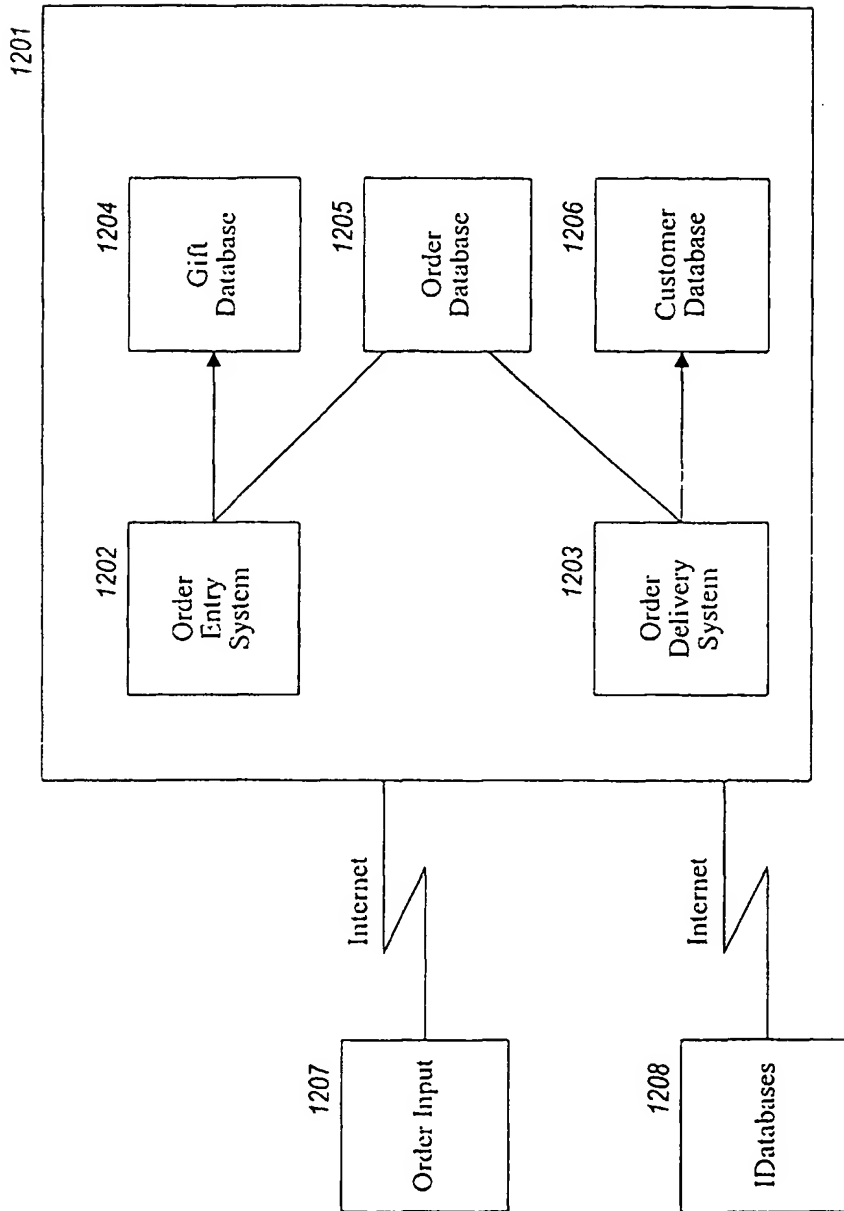 1201
1202
Order
Entry
System
1204
Gift
Database
1205
Order
Database
1203
Order
Delivery
System
1206
Customer
Database
1207
Order Input
Internet
1208
IDatabases
Internet